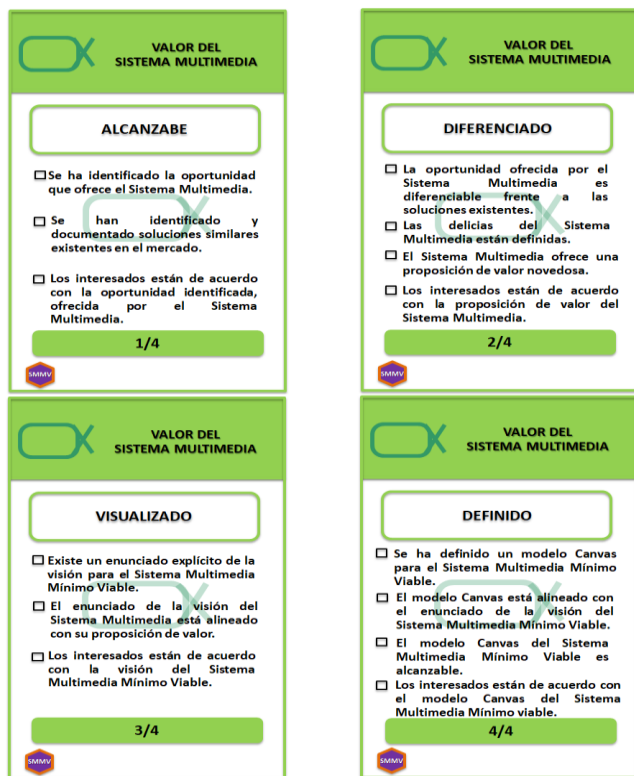 VALOR DEL
SISTEMA MULTIMEDIA
ALCANZABE
Se ha identificado la oportunidad
que ofrece el Sistema Multimedia.
Se han identificado y
documentado soluciones similares
existentes en el mercado.
Los interesados están de acuerdo
con la oportunidad identificada,
ofrecida por el Sistema
Multimedia.
1/4
SMMV
VALOR DEL
SISTEMA MULTIMEDIA
DIFERENCIADO
La oportunidad ofrecida por el
Sistema Multimedia es
diferenciable frente a las
soluciones existentes.
Las delicias del Sistema
Multimedia están definidas.
El Sistema Multimedia ofrece una
proposición de valor novedosa.
Los interesados están de acuerdo
con la proposición de valor del
Sistema Multimedia.
2/4
SMMV
VALOR DEL
SISTEMA MULTIMEDIA
VISUALIZADO
Existe un enunciado explícito de la
visión para el Sistema Multimedia
Mínimo Viable.
El enunciado de la visión del
Sistema Multimedia está alineado
con su proposición de valor.
Los interesados están de acuerdo
con la visión del Sistema
Multimedia Mínimo Viable.
3/4
SMMV
VALOR DEL
SISTEMA MULTIMEDIA
DEFINIDO
Se ha definido un modelo Canvas
para el Sistema Multimedia Mínimo
Viable.
El modelo Canvas está alineado con
el enunciado de la visión del
Sistema Multimedia Mínimo Viable.
El modelo Canvas del Sistema
Multimedia Mínimo Viable es
alcanzable.
Los interesados están de acuerdo con
el modelo Canvas del Sistema
Multimedia Mínimo viable.
4/4
SMMV